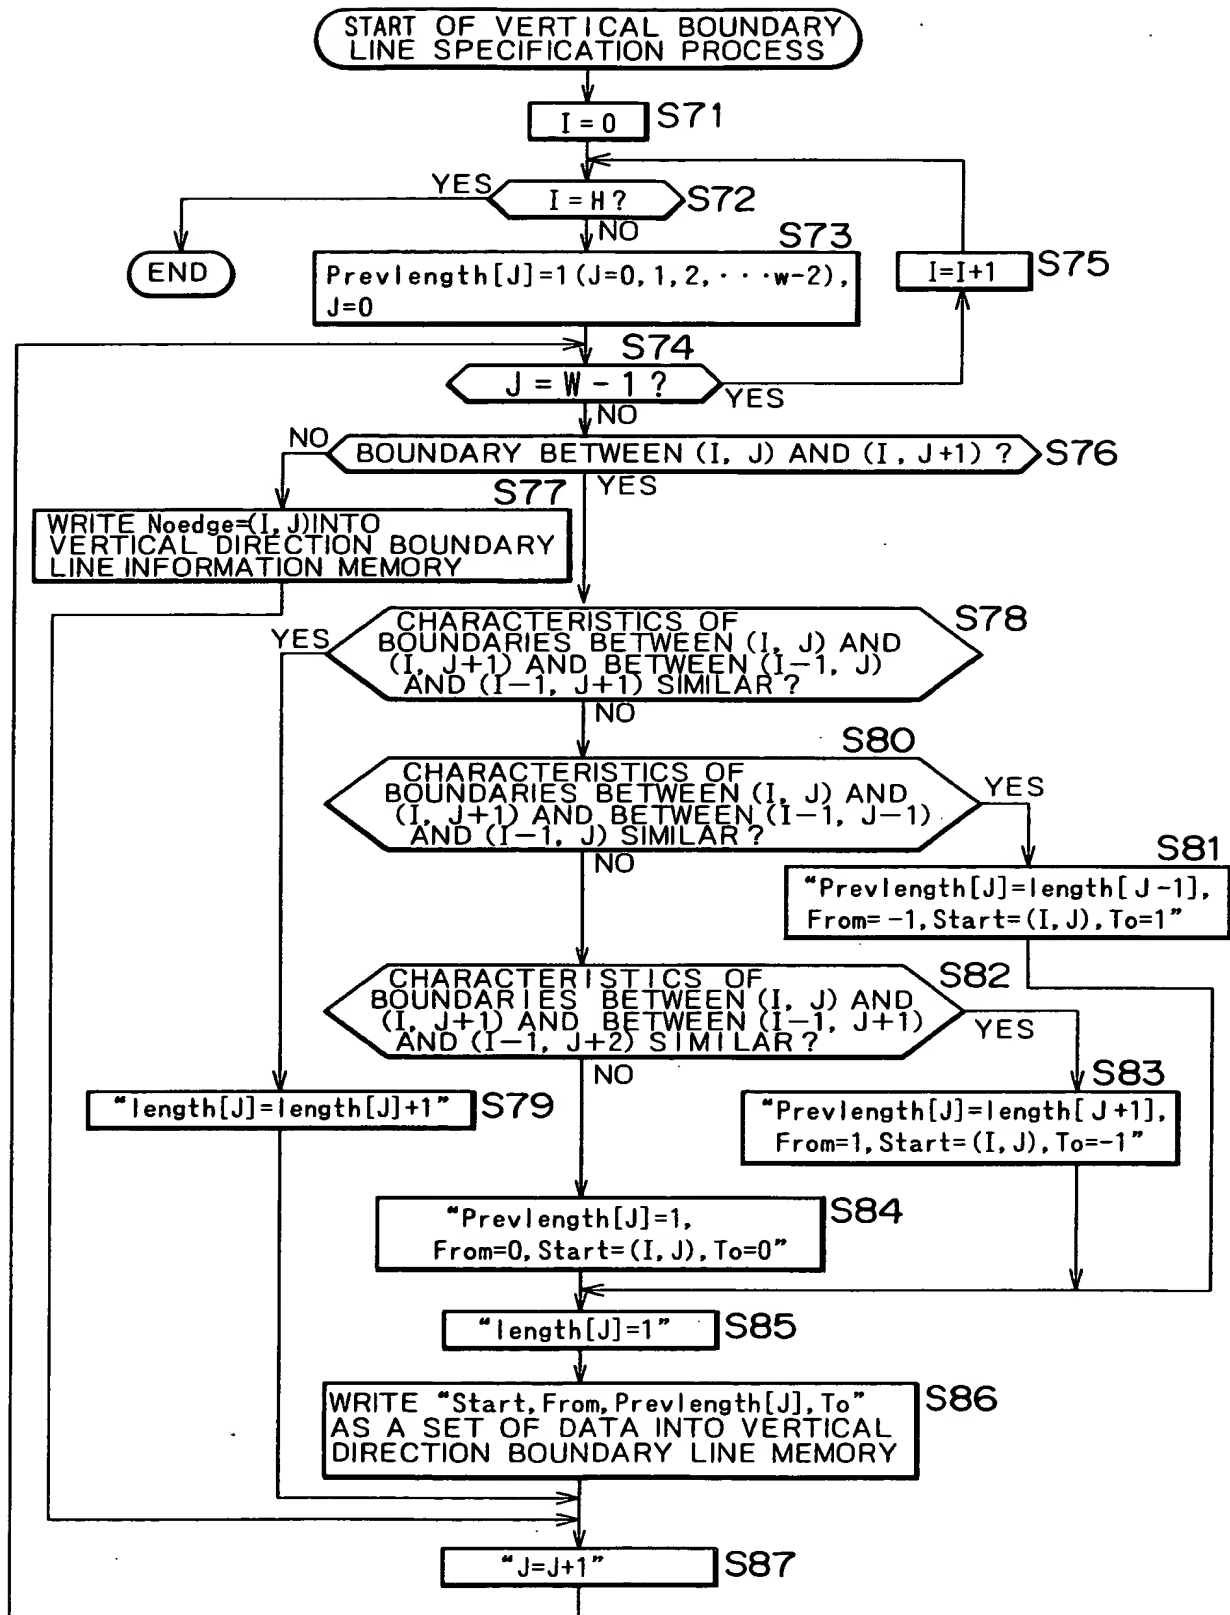 START OF VERTICAL BOUNDARY
LINE SPECIFICATION PROCESS
I = 0
S71
YES
I = H ?
S72
NO
END
S73
Prevlength[J]=1(J=0, 1, 2, ・・・w-2),
J=0
I=I+1
S75
S74
J = W - 1 ?
YES
NO
NO
BOUNDARY BETWEEN (I, J) AND (I, J+1) ?
S76
YES
S77
WRITE Noedge=(I, J)INTO
VERTICAL DIRECTION BOUNDARY
LINE INFORMATION MEMORY
YES
CHARACTERISTICS OF
BOUNDARIES BETWEEN (I, J) AND
(I, J+1) AND BETWEEN (I-1, J)
AND (I-1, J+1) SIMILAR ?
S78
NO
S80
CHARACTERISTICS OF
BOUNDARIES BETWEEN (I, J) AND
(I, J+1) AND BETWEEN (I-1, J-1)
AND (I-1, J) SIMILAR ?
YES
NO
S81
"Prevlength[J]=length[J-1],
From= -1, Start=(I, J), To=1"
CHARACTERISTICS OF
BOUNDARIES BETWEEN (I, J) AND
(I, J+1) AND BETWEEN (I-1, J+1)
AND (I-1, J+2) SIMILAR ?
S82
YES
NO
"length[J]=length[J]+1"
S79
S83
"Prevlength[J]=length[J+1],
From=1, Start=(I, J), To=-1"
"Prevlength[J]=1,
From=0, Start=(I, J), To=0"
S84
"length[J]=1"
S85
WRITE "Start, From, Prevlength[J], To"
AS A SET OF DATA INTO VERTICAL
DIRECTION BOUNDARY LINE MEMORY
S86
"J=J+1"
S87